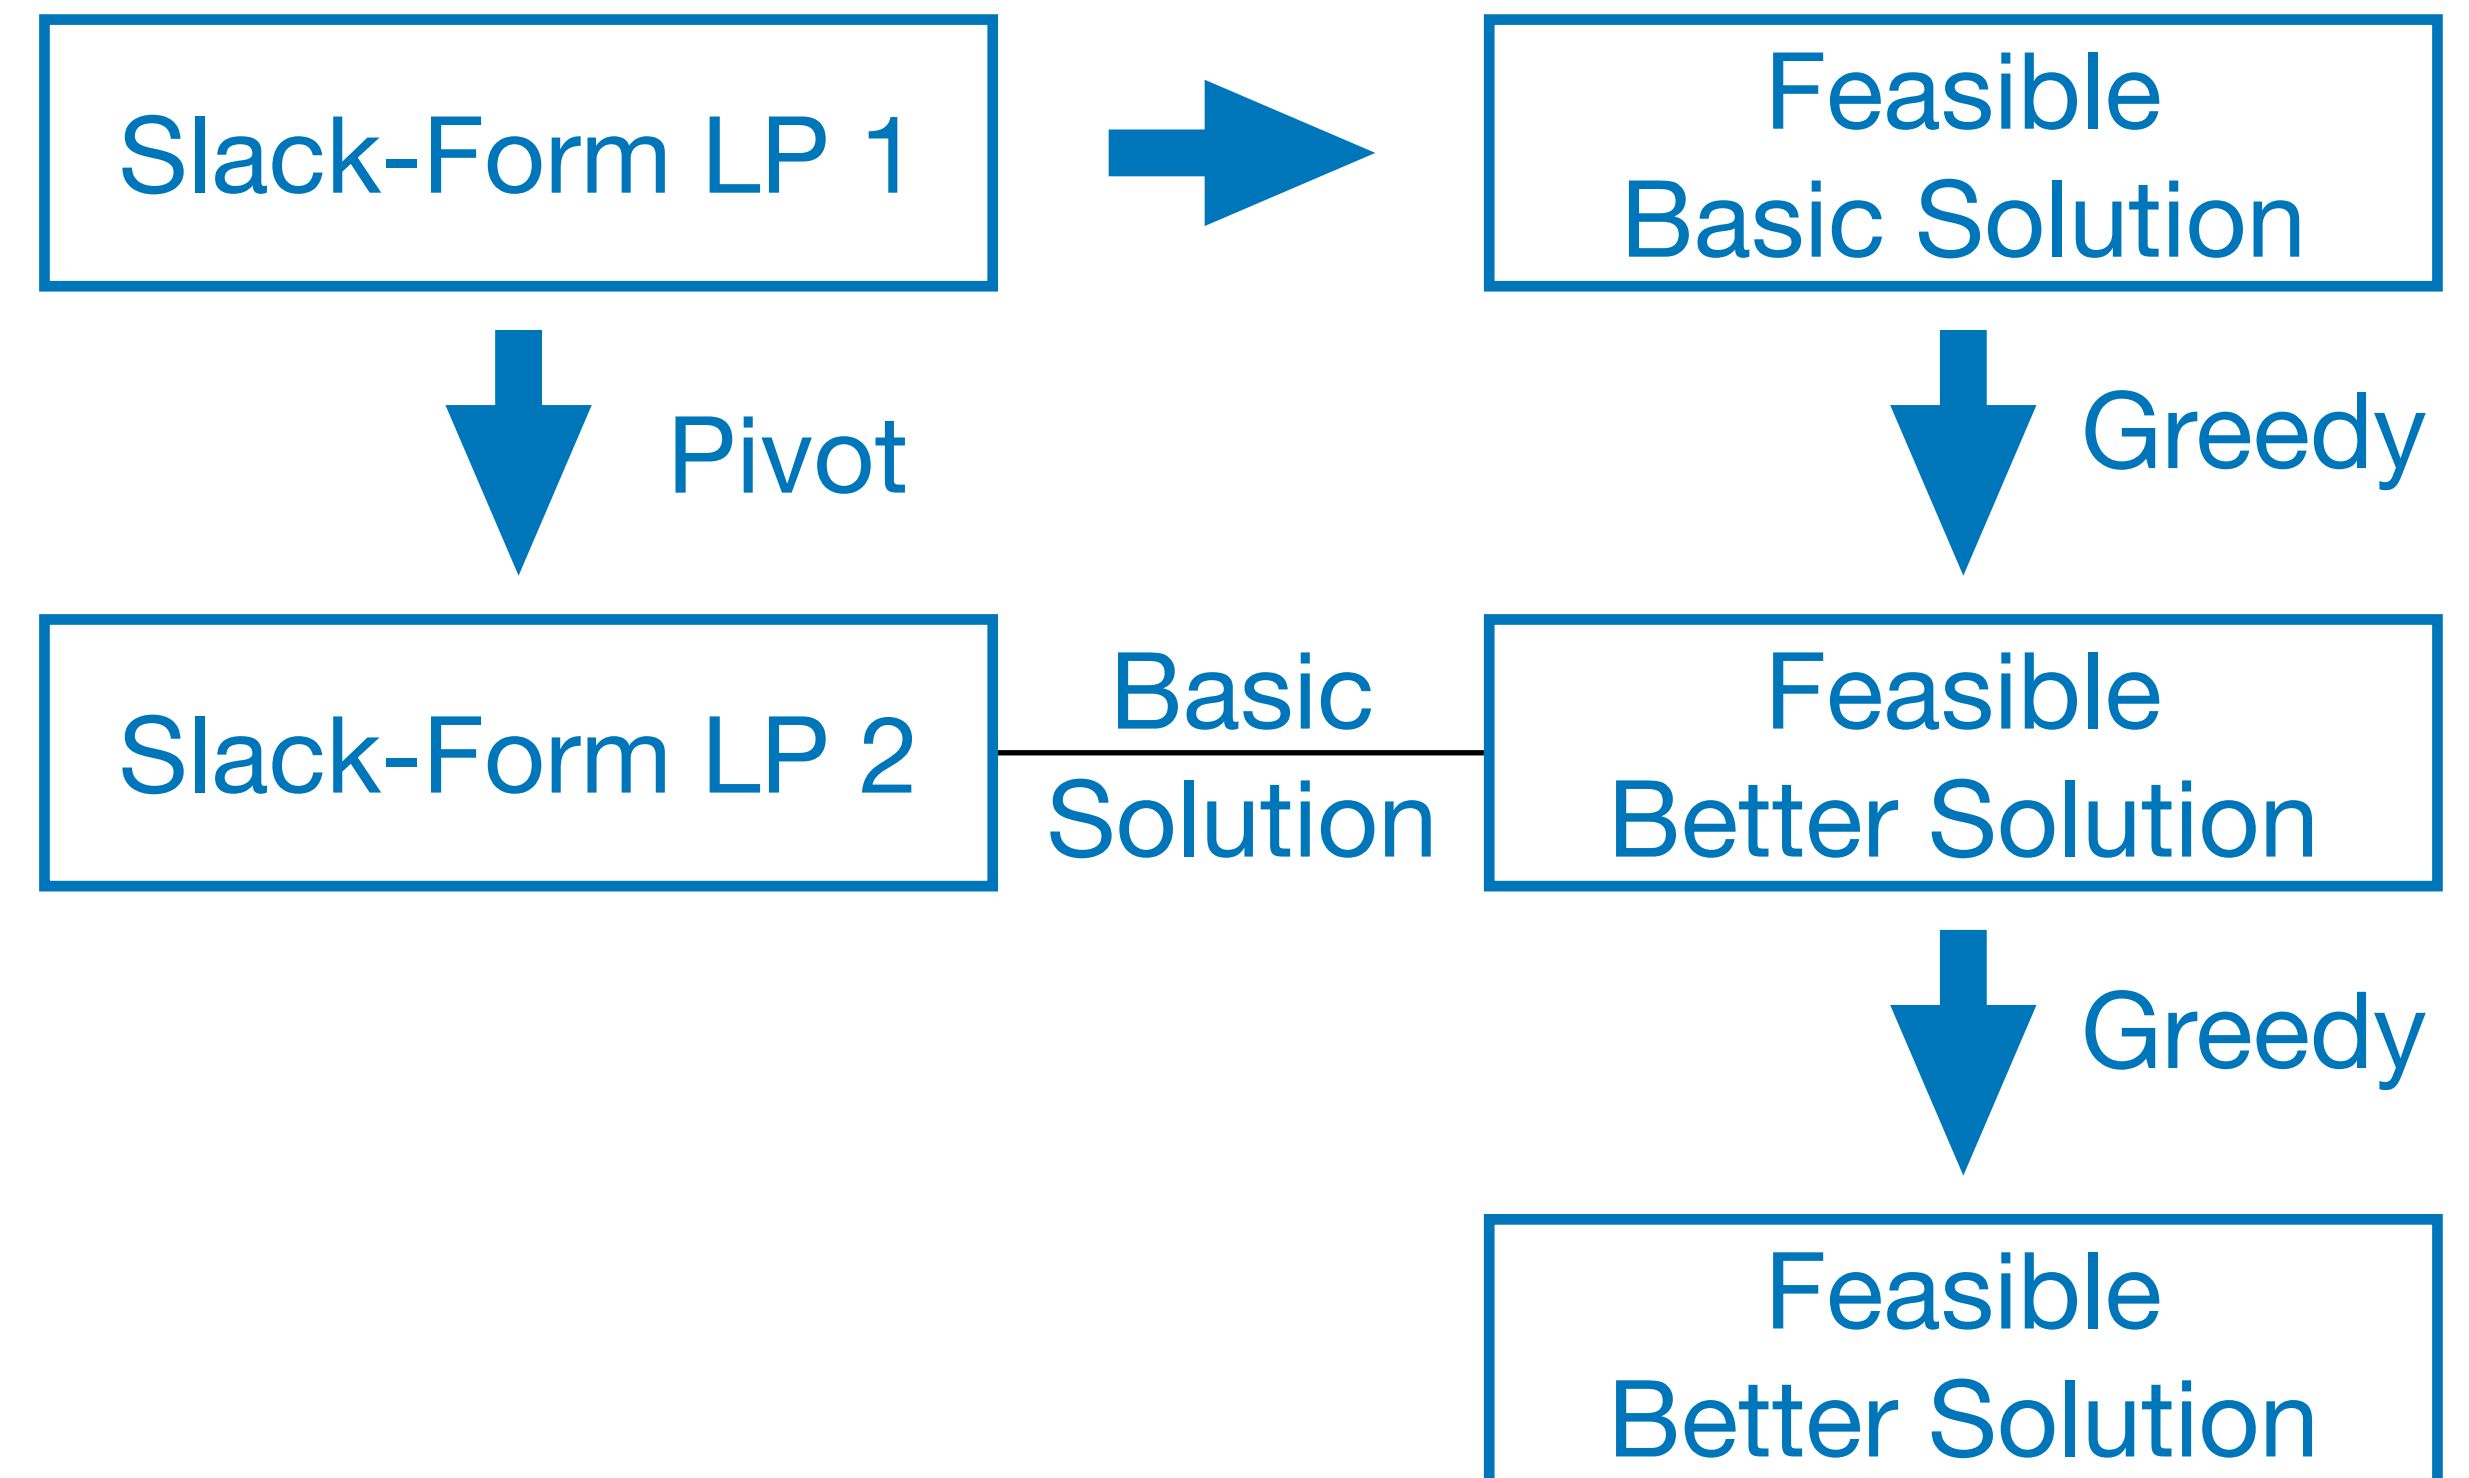 Slack-Form LP 1
Feasible
Basic Solution
Pivot
Greedy
Slack-Form LP 2
Basic
Solution
Feasible
Better Solution
Greedy
Feasible
Better Solution